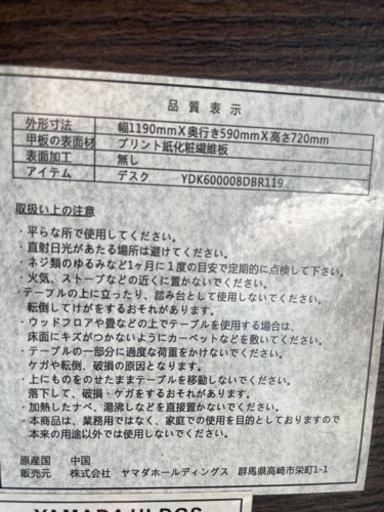 品質表示
外形寸法 幅1190mmX奥行き590mmX高さ720mm
甲板の表面材 プリント紙化粧繊維板
表面加工 無し
アイテム デスク YDK600008DBR119
取扱い上の注意
・平らな所で使用してください。
・直射日光があたる場所は避けてください。
・ネジ類のゆるみなど1ヶ月に1度の目安で定期的に点検して下さい。
・火気、ストーブなどの近くに置かないでください。
・テーブルの上に立ったり、踏み台として使用しないでください。
転倒してけがをするおそれがあります。
・ウッドフロアや畳などの上でテーブルを使用する場合は、
床面にキズがつかないようにカーペットなどを敷いてください。
・テーブルの一部分に過度な荷重をかけないでください。
ケガや転倒、破損の原因となります。
・上にものをのせたままテーブルを移動しないでください。
落下して、破損・ケガをするおそれがあります。
・加熱したナベ、湯沸しなどを直接置かないでください。
・本商品は、業務用ではなく、家庭での使用を目的としておりますので
本来の用途以外では使用しないでください。
原産国 中国
販売元 株式会社 ヤマダホールディングス 群馬県高崎市栄町1-1
YAMADA HLDGS